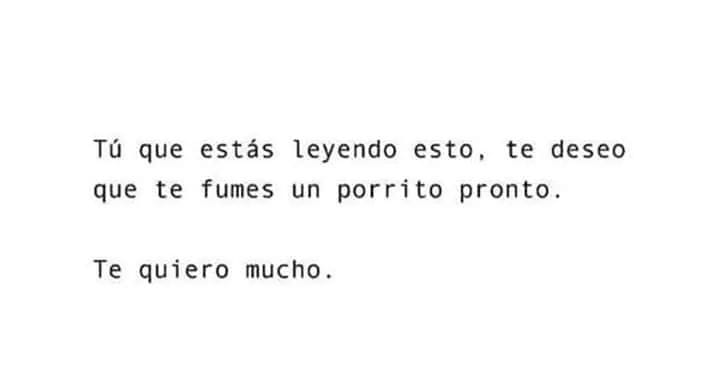 Tú que estás leyendo esto, te deseo
que te fumes un porrito pronto.
Te quiero mucho.